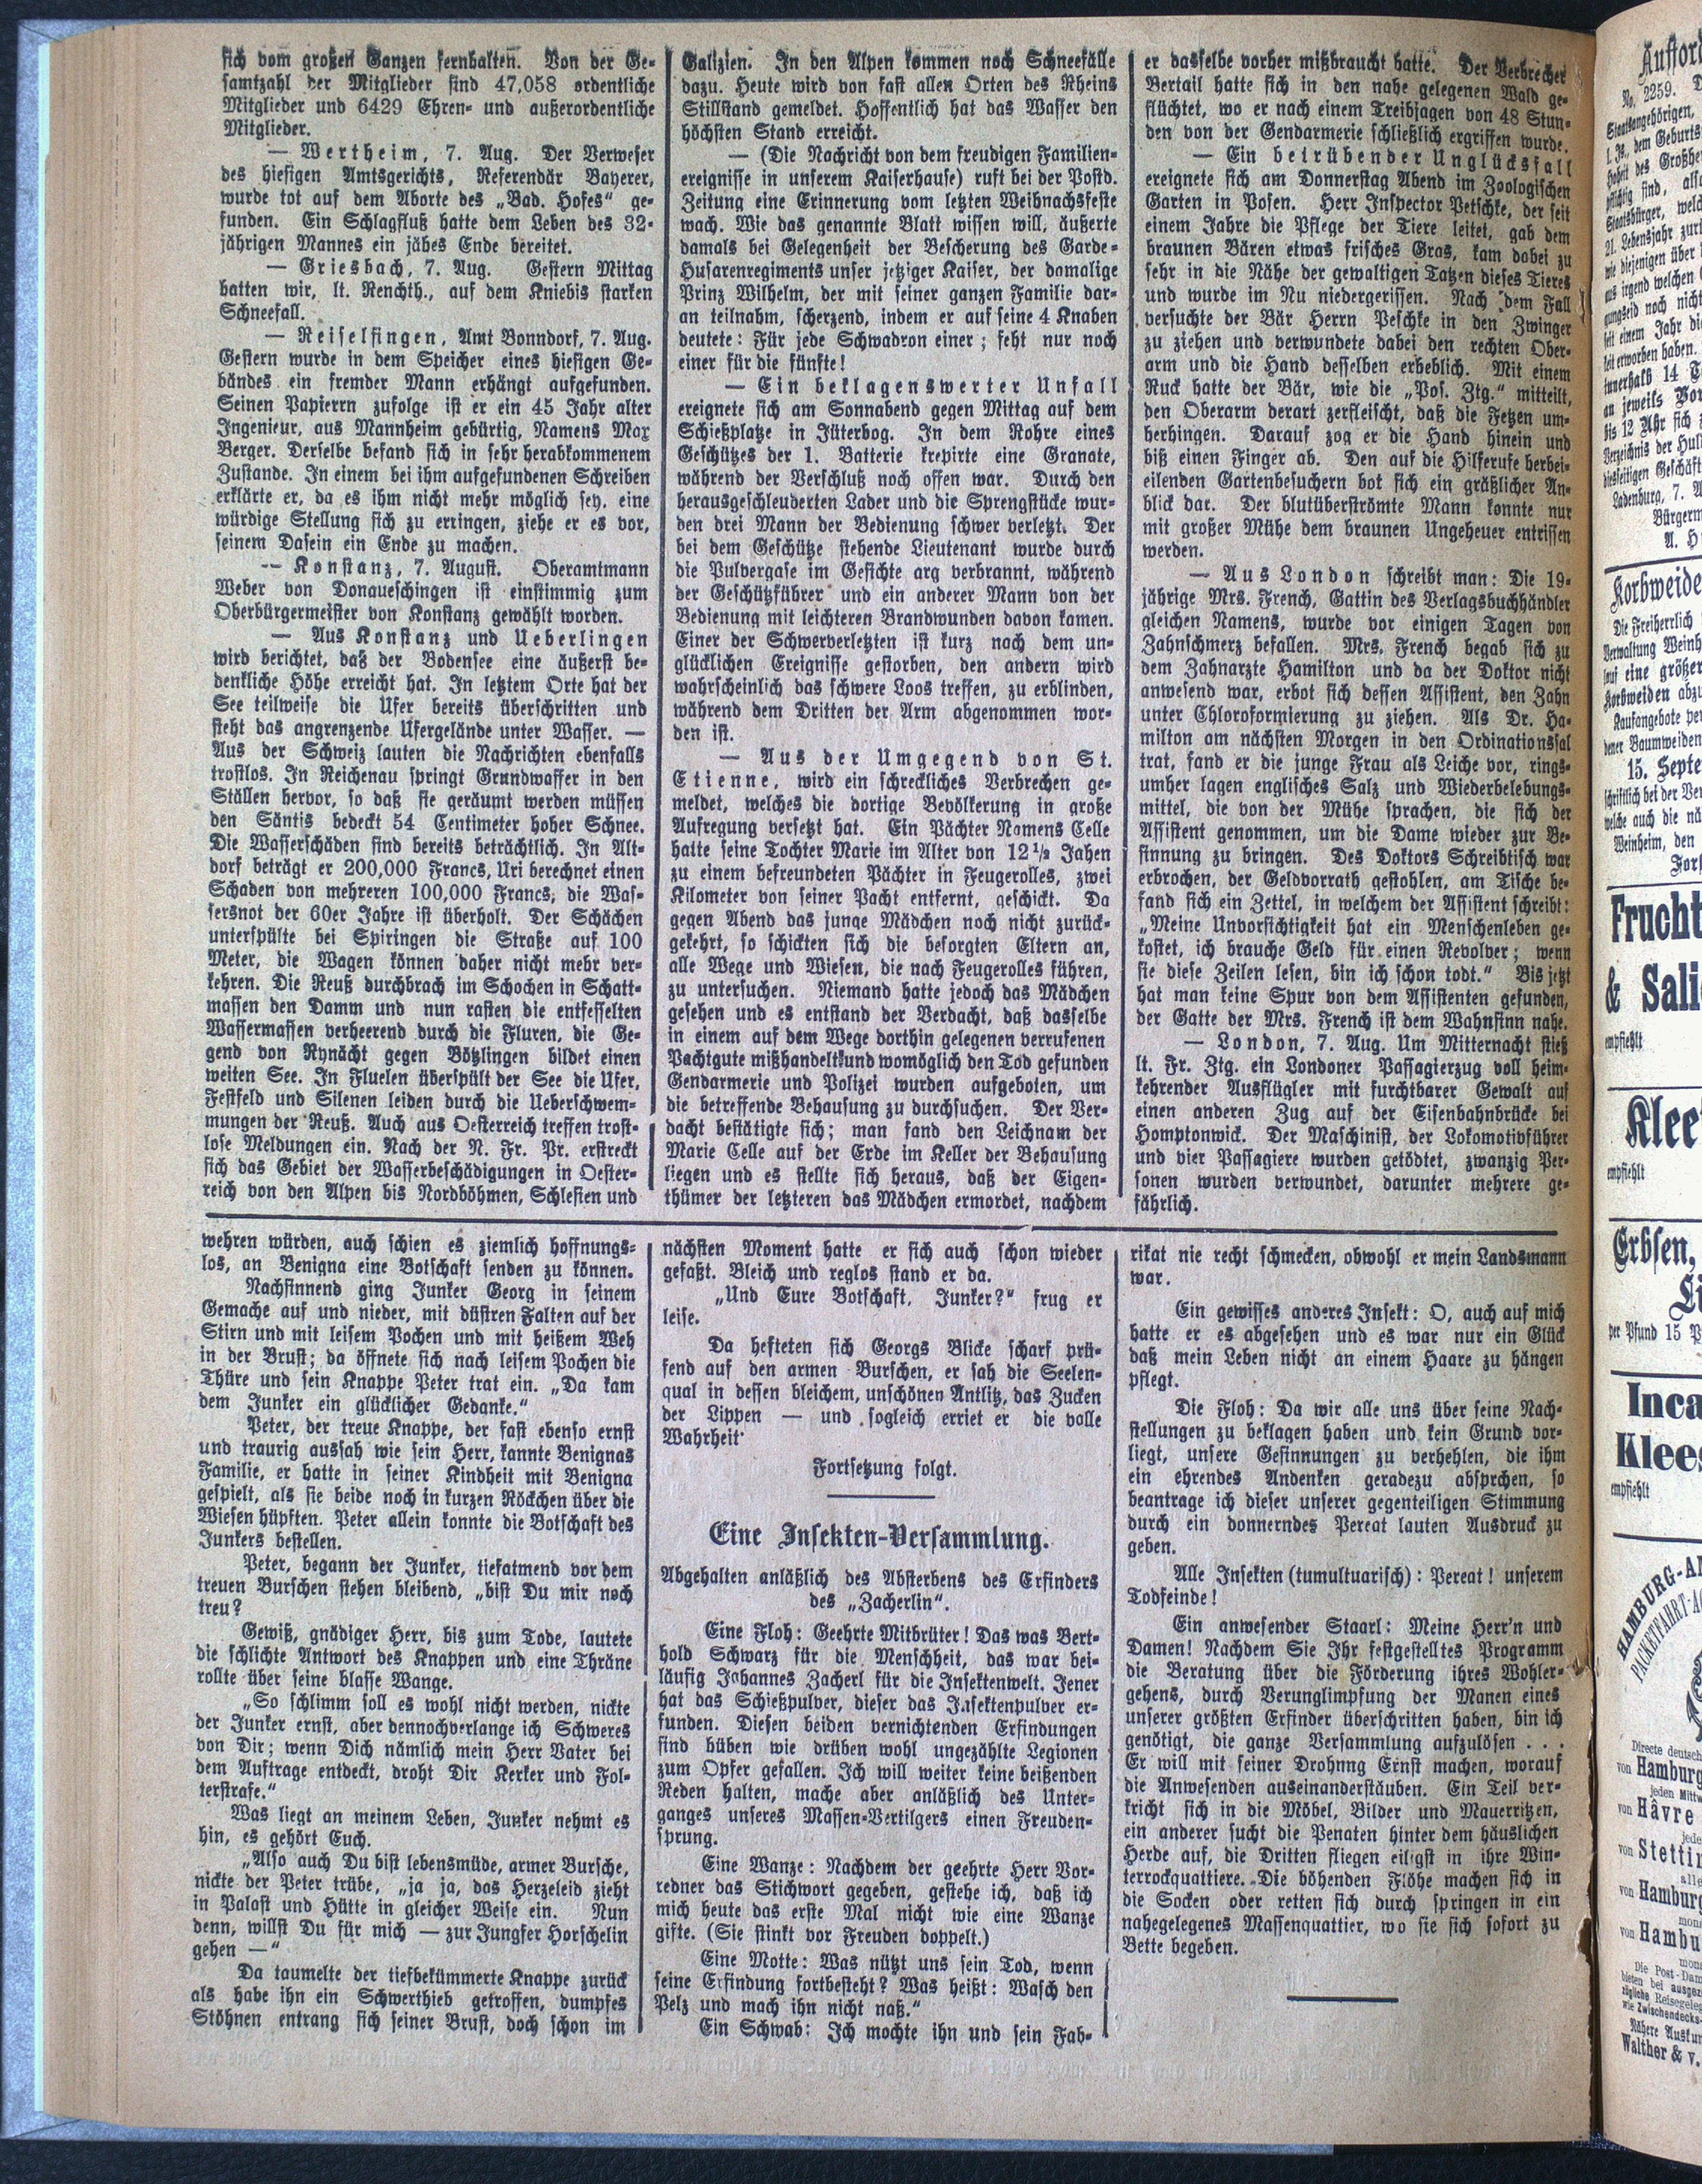 sich vom großen Ganzen fernhalten. Von der Ge-
samtzahl der Mitglieder sind 47,058 ordentliche
Mitglieder und 6429 Ehren- und außerordentliche
Mitglieder.
— Wertheim, 7. Aug. Der Verweser
des hiesigen Amtsgerichts, Referendär Bayerer,
wurde tot auf dem Aborte des „Bad. Hofes“ ge-
funden. Ein Schlagfluß hatte dem Leben des 32-
jährigen Mannes ein jähes Ende bereitet.
— Griesbach, 7. Aug. Gestern Mittag
hatten wir, lt. Renchth., auf dem Kniebis starken
Schneefall.
— Reiselfingen, Amt Bonndorf, 7. Aug.
Gestern wurde in dem Speicher eines hiesigen Ge-
bändes ein fremder Mann erhängt aufgefunden.
Seinen Papierrn zufolge ist er ein 45 Jahr alter
Ingenieur, aus Mannheim gebürtig, Namens Max
Berger. Derselbe befand sich in sehr herabkommenem
Zustande. In einem bei ihm aufgefundenen Schreiben
erklärte er, da es ihm nicht mehr möglich sey, eine
würdige Stellung sich zu erringen, ziehe er es vor,
seinem Dasein ein Ende zu machen.
-- Konstanz, 7. August. Oberamtmann
Weber von Donaueschingen ist einstimmig zum
Oberbürgermeister von Konstanz gewählt worden.
— Aus Konstanz und Ueberlingen
wird berichtet, daß der Bodensee eine äußerst be-
denkliche Höhe erreicht hat. In letztem Orte hat der
See teilweise die Ufer bereits überschritten und
steht das angrenzende Ufergelände unter Wasser. —
Aus der Schweiz lauten die Nachrichten ebenfalls
trostlos. In Reichenau springt Grundwasser in den
Ställen hervor, so daß sie geräumt werden müssen
den Säntis bedeckt 54 Centimeter hoher Schnee.
Die Wasserschäden sind bereits beträchtlich. In Alt-
dorf beträgt er 200,000 Francs, Uri berechnet einen
Schaden von mehreren 100,000 Francs; die Was-
sersnot der 60er Jahre ist überholt. Der Schächen
unterspülte bei Spiringen die Straße auf 100
Meter, die Wagen können daher nicht mehr ver-
kehren. Die Reuß durchbrach im Schochen in Schatt-
massen den Damm und nun rasten die entfesselten
Wassermassen verheerend durch die Fluren, die Ge-
gend von Rynächt gegen Bötzlingen bildet einen
weiten See. In Fluelen überspült der See die Ufer,
Festfeld und Silenen leiden durch die Ueberschwem-
mungen der Reuß. Auch aus Oesterreich treffen trost-
lose Meldungen ein. Nach der N. Fr. Pr. erstreckt
sich das Gebiet der Wasserbeschädigungen in Oester-
reich von den Alpen bis Nordböhmen, Schlesien und
Galizien. In den Alpen kommen noch Schneefälle
dazu. Heute wird von fast allen Orten des Rheins
Stillstand gemeldet. Hoffentlich hat das Wasser den
höchsten Stand erreicht.
— (Die Nachricht von dem freudigen Familien-
ereignisse in unserem Kaiserhause) ruft bei der Postd.
Zeitung eine Erinnerung vom letzten Weihnachsfeste
wach. Wie das genannte Blatt wissen will, äußerte
damals bei Gelegenheit der Bescherung des Garde-
Husarenregiments unser jetziger Kaiser, der damalige
Prinz Wilhelm, der mit seiner ganzen Familie dar-
an teilnahm, scherzend, indem er auf seine 4 Knaben
deutete: Für jede Schwadron einer; fehlt nur noch
einer für die fünfte!
— Ein beklagenswerter Unfall
ereignete sich am Sonnabend gegen Mittag auf dem
Schießplatze in Jüterbog. In dem Rohre eines
Geschützes der 1. Batterie krepirte eine Granate,
während der Verschluß noch offen war. Durch den
herausgeschleuderten Lader und die Sprengstücke wur-
den drei Mann der Bedienung schwer verletzt. Der
bei dem Geschütze stehende Lieutenant wurde durch
die Pulvergase im Gesichte arg verbrannt, während
der Geschützführer und ein anderer Mann von der
Bedienung mit leichteren Brandwunden davon kamen.
Einer der Schwerverletzten ist kurz nach dem un-
glücklichen Ereignisse gestorben, den andern wird
wahrscheinlich das schwere Loos treffen, zu erblinden,
während dem Dritten der Arm abgenommen wor-
den ist.
— Aus der Umgegend von St.
Etienne, wird ein schreckliches Verbrechen ge-
meldet, welches die dortige Bevölkerung in große
Aufregung versetzt hat. Ein Pächter Namens Celle
hatte seine Tochter Marie im Alter von 12½ Jahen
zu einem befreundeten Pächter in Feugerolles, zwei
Kilometer von seiner Pacht entfernt, geschickt. Da
gegen Abend das junge Mädchen noch nicht zurück-
gekehrt, so schickten sich die besorgten Eltern an,
alle Wege und Wiesen, die nach Feugerolles führen,
zu untersuchen. Niemand hatte jedoch das Mädchen
gesehen und es entstand der Verdacht, daß dasselbe
in einem auf dem Wege dorthin gelegenen verrufenen
Pachtgute mißhandelt und womöglich den Tod gefunden
Gendarmerie und Polizei wurden aufgeboten, um
die betreffende Behausung zu durchsuchen. Der Ver-
dacht bestätigte sich; man fand den Leichnam der
Marie Celle auf der Erde im Keller der Behausung
liegen und es stellte sich heraus, daß der Eigen-
thümer der letzteren das Mädchen ermordet, nachdem
er dasselbe vorher mißbraucht hatte. Der Verbrecher
Bertail hatte sich in den nahe gelegenen Wald ge-
flüchtet, wo er nach einem Treibjagen von 48 Stun-
den von der Gendarmerie schließlich ergriffen wurde.
— Ein betrübender Unglücksfall
ereignete sich am Donnerstag Abend im Zoologischen
Garten in Posen. Herr Inspector Petschke, der seit
einem Jahre die Pflege der Tiere leitet, gab dem
braunen Bären etwas frisches Gras, kam dabei zu
sehr in die Nähe der gewaltigen Tatzen dieses Tieres
und wurde im Nu niedergerissen. Nach dem Fall
versuchte der Bär Herrn Peschke in den Zwinger
zu ziehen und verwundete dabei den rechten Ober-
arm und die Hand desselben erheblich. Mit einem
Ruck hatte der Bär, wie die „Pos. Ztg.“ mitteilt,
den Oberarm derart zerfleischt, daß die Fetzen um-
herhingen. Darauf zog er die Hand hinein und
biß einen Finger ab. Den auf die Hilferufe herbei-
eilenden Gartenbesuchern bot sich ein gräßlicher An-
blick dar. Der blutüberströmte Mann konnte nur
mit großer Mühe dem braunen Ungeheuer entrissen
werden.
— Aus London schreibt man: Die 19-
jährige Mrs. French, Gattin des Verlagsbuchhändler
gleichen Namens, wurde vor einigen Tagen von
Zahnschmerz befallen. Mrs. French begab sich zu
dem Zahnarzte Hamilton und da der Doktor nicht
anwesend war, erbot sich dessen Assistent, den Zahn
unter Chloroformierung zu ziehen. Als Dr. Ha-
milton am nächsten Morgen in den Ordinationssal
trat, fand er die junge Frau als Leiche vor, rings-
umher lagen englisches Salz und Wiederbelebungs-
mittel, die von der Mühe sprachen, die sich der
Assistent genommen, um die Dame wieder zur Be-
sinnung zu bringen. Des Doktors Schreibtisch war
erbrochen, der Geldvorrath gestohlen, am Tische be-
fand sich ein Zettel, in welchem der Assistent schreibt:
„Meine Unvorsichtigkeit hat ein Menschenleben ge-
kostet, ich brauche Geld für einen Revolver; wenn
sie diese Zeilen lesen, bin ich schon todt.“ Bis jetzt
hat man keine Spur von dem Assistenten gefunden,
der Gatte der Mrs. French ist dem Wahnsinn nahe.
— London, 7. Aug. Um Mitternacht stieß
lt. Fr. Ztg. ein Londoner Passagierzug voll heim-
kehrender Ausflügler mit furchtbarer Gewalt auf
einen anderen Zug auf der Eisenbahnbrücke bei
Homptonwick. Der Maschinist, der Lokomotivführer
und vier Passagiere wurden getödtet, zwanzig Per-
sonen wurden verwundet, darunter mehrere ge-
fährlich.
wehren würden, auch schien es ziemlich hoffnungs-
los, an Benigna eine Botschaft senden zu können.
Nachsinnend ging Junker Georg in seinem
Gemache auf und nieder, mit düstren Falten auf der
Stirn und mit leisem Pochen und mit heißem Weh
in der Brust; da öffnete sich nach leisem Pochen die
Thüre und sein Knappe Peter trat ein. „Da kam
dem Junker ein glücklicher Gedanke.“
Peter, der treue Knappe, der fast ebenso ernst
und traurig aussah wie sein Herr, kannte Benignas
Familie, er hatte in seiner Kindheit mit Benigna
gespielt, als sie beide noch in kurzen Röckchen über die
Wiesen hüpften. Peter allein konnte die Botschaft des
Junkers bestellen.
Peter, begann der Junker, tiefatmend vor dem
treuen Burschen stehen bleibend, „bist Du mir noch
treu?
Gewiß, gnädiger Herr, bis zum Tode, lautete
die schlichte Antwort des Knappen und eine Thräne
rollte über seine blasse Wange.
„So schlimm soll es wohl nicht werden, nickte
der Junker ernst, aber dennoch verlange ich Schweres
von Dir; wenn Dich nämlich mein Herr Vater bei
dem Auftrage entdeckt, droht Dir Kerker und Fol-
terstrafe.“
Was liegt an meinem Leben, Junker nehmt es
hin, es gehört Euch.
„Also auch Du bist lebensmüde, armer Bursche,
nickte der Peter trübe, „ja ja, das Herzeleid zieht
in Palast und Hütte in gleicher Weise ein. Nun
denn, willst Du für mich — zur Jungfer Horschelin
gehen —“
Da taumelte der tiefbekümmerte Knappe zurück
als habe ihn ein Schwerthieb getroffen, dumpfes
Stöhnen entrang sich seiner Brust, doch schon im
nächsten Moment hatte er sich auch schon wieder
gefaßt. Bleich und reglos stand er da.
„Und Eure Botschaft, Junker?“ frug er
leise.
Da hefteten sich Georgs Blicke scharf prü-
fend auf den armen Burschen, er sah die Seelen-
qual in dessen bleichem, unschönen Antlitz, das Zucken
der Lippen — und sogleich erriet er die volle
Wahrheit
Fortsetzung folgt.
Eine Insekten-Versammlung.
Abgehalten anläßlich des Absterbens des Erfinders
des „Zacherlin“.
Eine Floh: Geehrte Mitbrüter! Das was Bert-
hold Schwarz für die Menschheit, das war bei-
läufig Johannes Zacherl für die Insektenwelt. Jener
hat das Schießpulver, dieser das Insektenpulver er-
funden. Diesen beiden vernichtenden Erfindungen
sind hüben wie drüben wohl ungezählte Legionen
zum Opfer gefallen. Ich will weiter keine beißenden
Reden halten, mache aber anläßlich des Unter-
ganges unseres Massen-Vertilgers einen Freuden-
sprung.
Eine Wanze: Nachdem der geehrte Herr Vor-
redner das Stichwort gegeben, gestehe ich, daß ich
mich heute das erste Mal nicht wie eine Wanze
gifte. (Sie stinkt vor Freuden doppelt.)
Eine Motte: Was nützt uns sein Tod, wenn
seine Erfindung fortbesteht? Was heißt: Wasch den
Pelz und mach ihn nicht naß.“
Ein Schwab: Ich mochte ihn und sein Fab-
rikat nie recht schmecken, obwohl er mein Landsmann
war.
Ein gewisses anderes Insekt: O, auch auf mich
hatte er es abgesehen und es war nur ein Glück
daß mein Leben nicht an einem Haare zu hängen
pflegt.
Die Floh: Da wir alle uns über seine Nach-
stellungen zu beklagen haben und kein Grund vor-
liegt, unsere Gesinnungen zu verhehlen, die ihm
ein ehrendes Andenken geradezu absprchen, so
beantrage ich dieser unserer gegenteiligen Stimmung
durch ein donnerndes Pereat lauten Ausdruck zu
geben.
Alle Insekten (tumultuarisch): Pereat! unserem
Todfeinde!
Ein anwesender Staarl: Meine Herr'n und
Damen! Nachdem Sie Ihr festgestelltes Programm
die Beratung über die Förderung ihres Wohler-
gehens, durch Verunglimpfung der Manen eines
unserer größten Erfinder überschritten haben, bin ich
genötigt, die ganze Versammlung aufzulösen . . .
Er will mit seiner Drohnng Ernst machen, worauf
die Anwesenden auseinanderstäuben. Ein Teil ver-
kricht sich in die Möbel, Bilder und Mauerritzen,
ein anderer sucht die Penaten hinter dem häuslichen
Herde auf, die Dritten fliegen eiligst in ihre Win-
terrockquattiere. Die höhenden Flöhe machen sich in
die Socken oder retten sich durch springen in ein
nahegelegenes Massenquattier, wo sie sich sofort zu
Bette begeben.
No. 2259.
15. Septe
Frucht
& Sali
empfiehlt
Klee
empfiehlt
Erbsen,
per Pfund 15
Inca
Klees
empfiehlt
HAMBURG-AM
PACKETFAHRT-A
Directe deutsch
von Hamburg
jeden Mittw
von Hâvre
von Stettin
von Hamburg
von Hambu
Die Post-Dam
Walther & v.